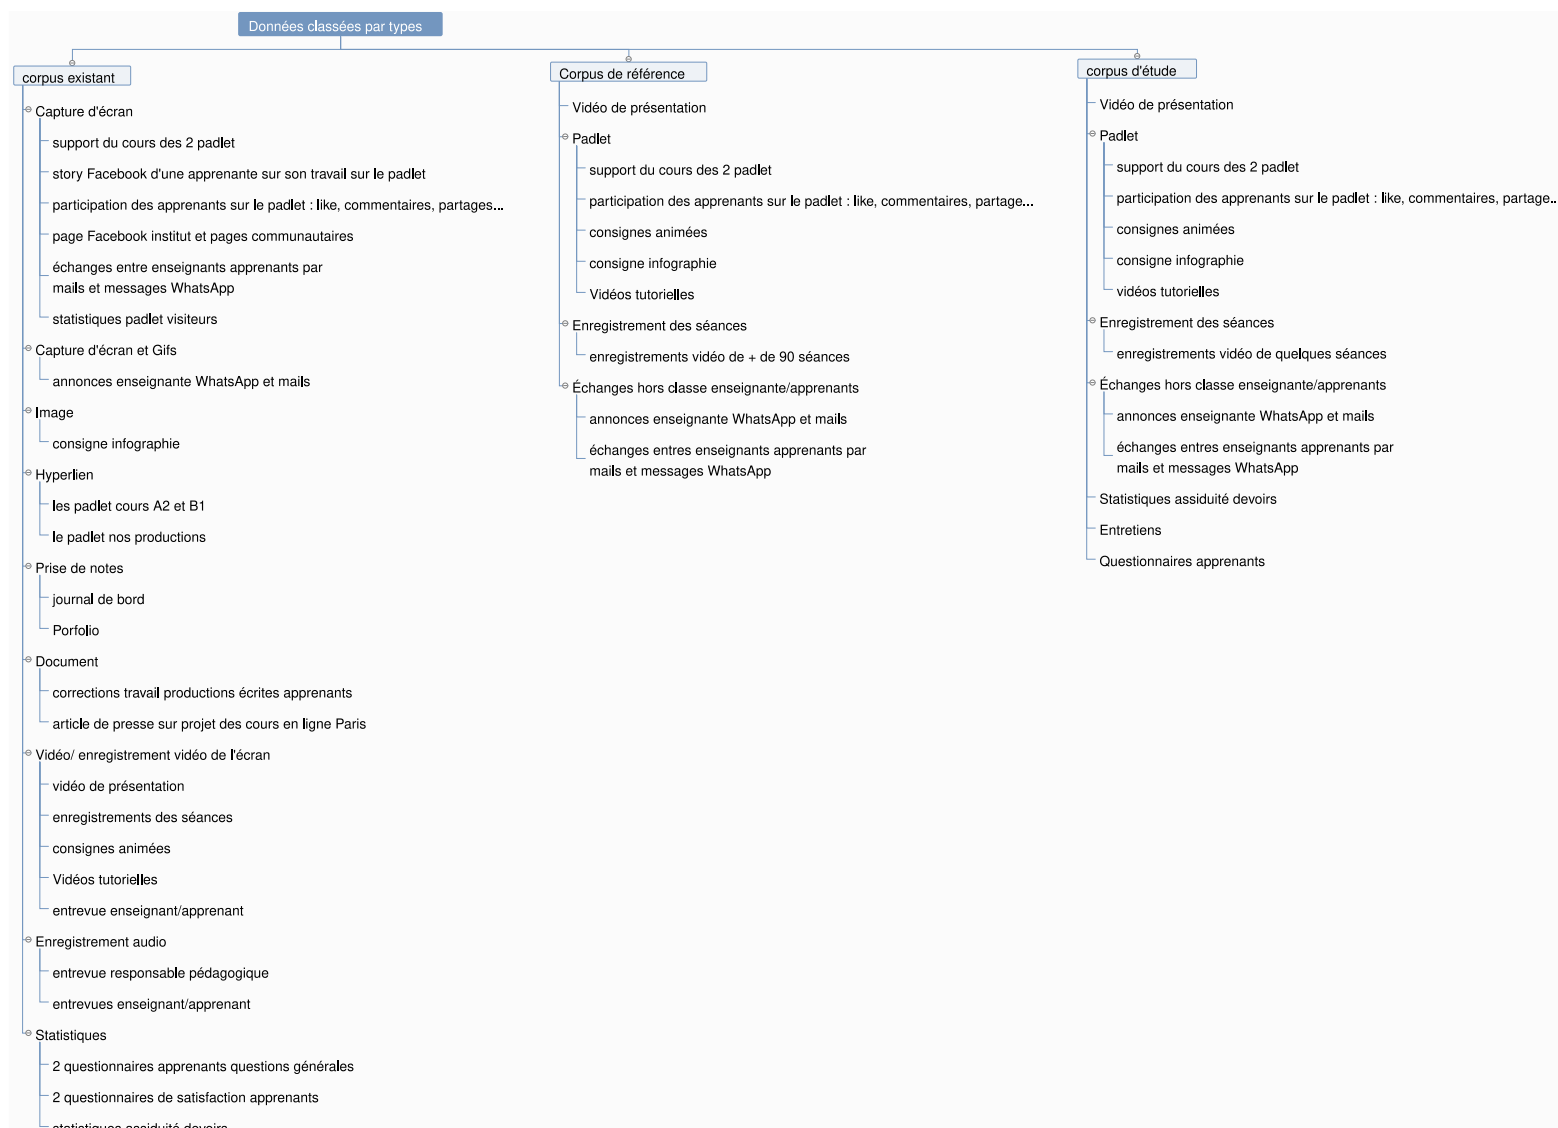 Données classées par types
corpus existant
Capture d'écran
support du cours des 2 padlet
story Facebook d'une apprenante sur son travail sur le padlet
participation des apprenants sur le padlet : like, commentaires, partages...
page Facebook institut et pages communautaires
échanges entre enseignants apprenants par
mails et messages WhatsApp
statistiques padlet visiteurs
Capture d'écran et Gifs
annonces enseignante WhatsApp et mails
Image
consigne infographie
Hyperlien
les padlet cours A2 et B1
le padlet nos productions
Prise de notes
journal de bord
Porfolio
Document
corrections travail productions écrites apprenants
article de presse sur projet des cours en ligne Paris
Vidéo/ enregistrement vidéo de l'écran
vidéo de présentation
enregistrements des séances
consignes animées
Vidéos tutorielles
entrevue enseignant/apprenant
Enregistrement audio
entrevue responsable pédagogique
entrevues enseignant/apprenant
Statistiques
2 questionnaires apprenants questions générales
2 questionnaires de satisfaction apprenants
statistiques assiduité devoirs
Corpus de référence
Vidéo de présentation
Padlet
support du cours des 2 padlet
participation des apprenants sur le padlet : like, commentaires, partage...
consignes animées
consigne infographie
Vidéos tutorielles
Enregistrement des séances
enregistrements vidéo de + de 90 séances
Échanges hors classe enseignante/apprenants
annonces enseignante WhatsApp et mails
échanges entres enseignants apprenants par
mails et messages WhatsApp
corpus d'étude
Vidéo de présentation
Padlet
support du cours des 2 padlet
participation des apprenants sur le padlet : like, commentaires, partage..
consignes animées
consigne infographie
vidéos tutorielles
Enregistrement des séances
enregistrements vidéo de quelques séances
Échanges hors classe enseignante/apprenants
annonces enseignante WhatsApp et mails
échanges entres enseignants apprenants par
mails et messages WhatsApp
Statistiques assiduité devoirs
Entretiens
Questionnaires apprenants